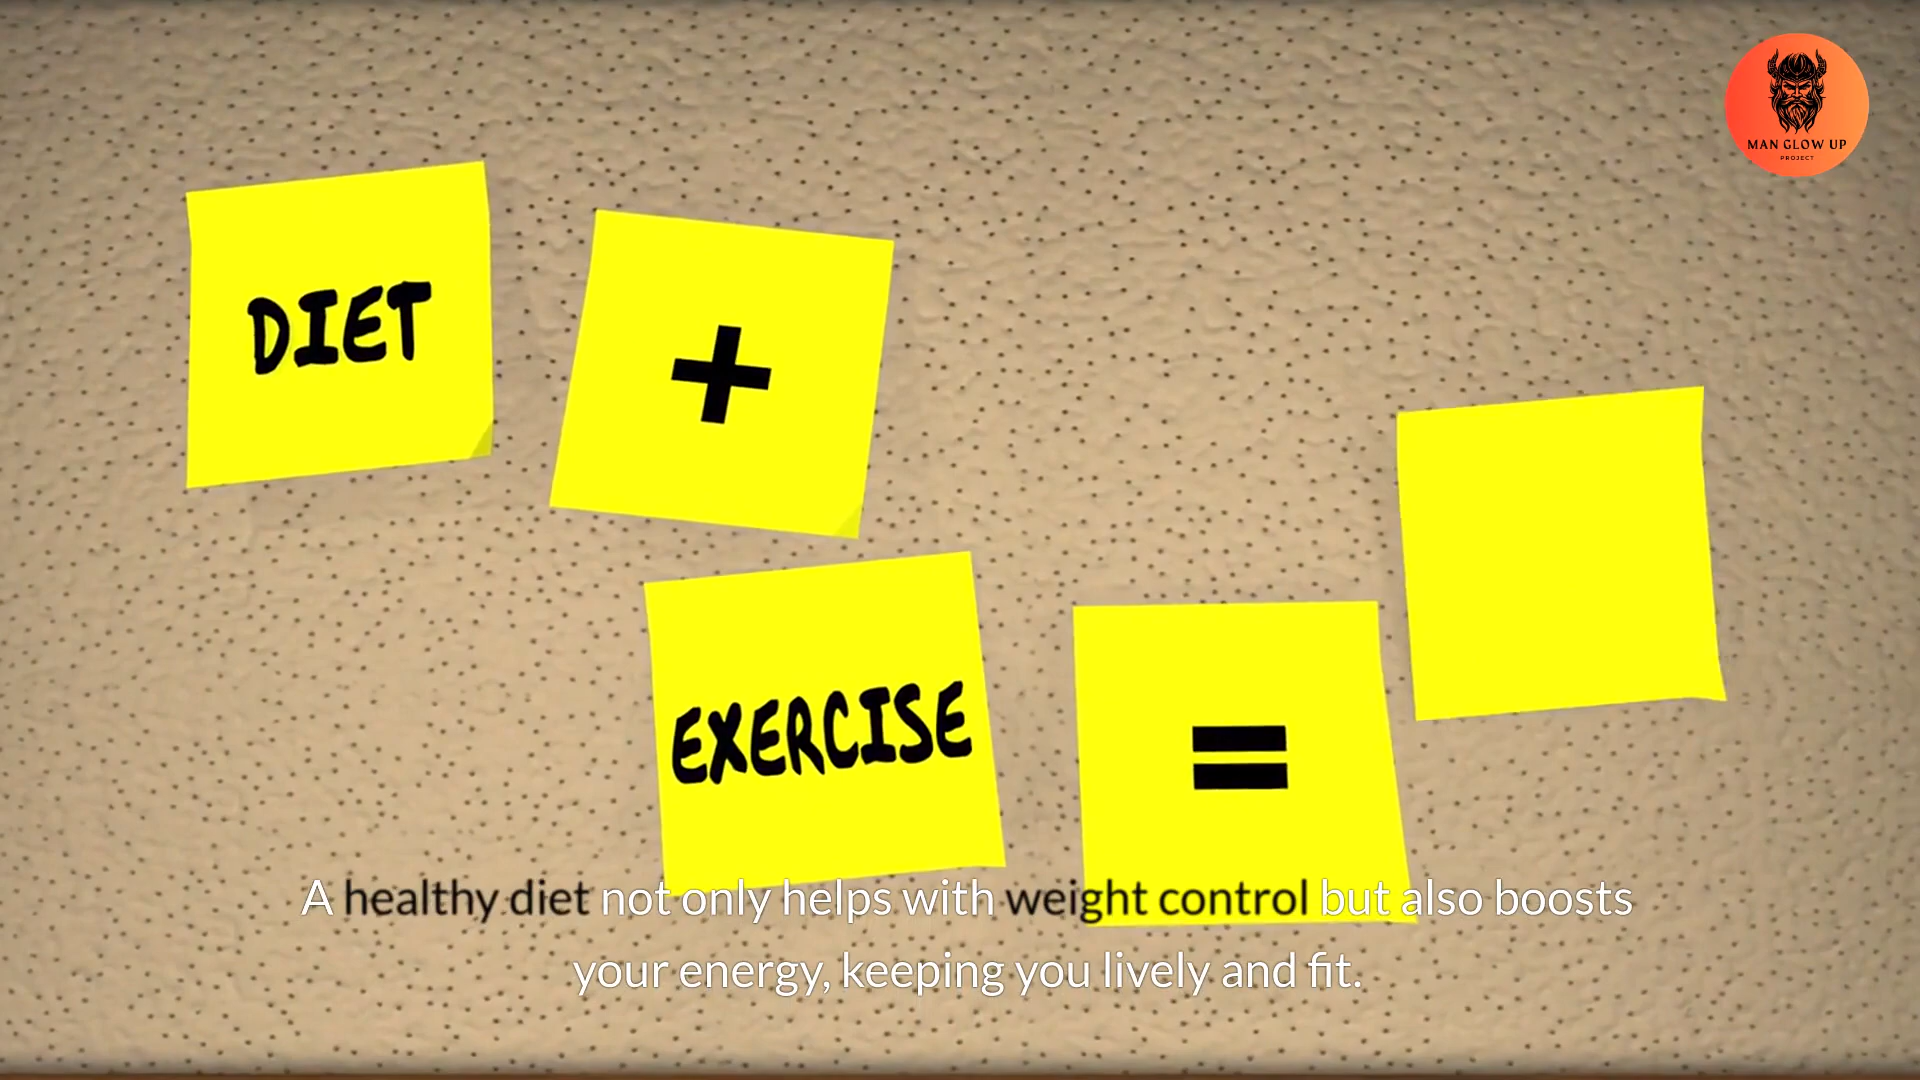 MAN GLOW UP
PROJECT
DIET
+
EXERCISE
=
A healthy diet not only helps with weight control but also boosts
your energy, keeping you lively and fit.